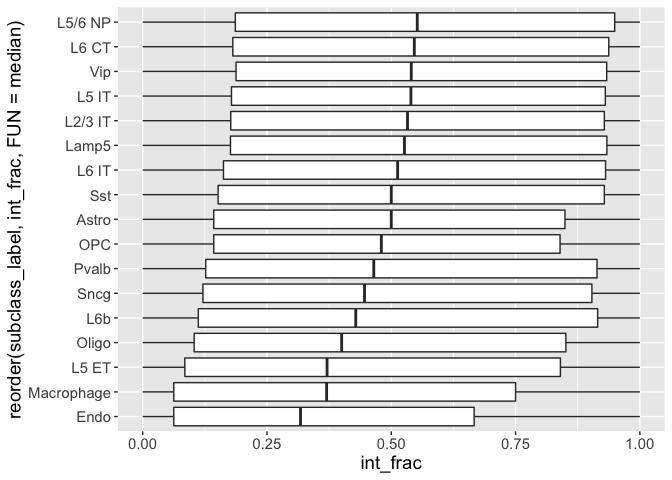 reorder(subclass_label, int_frac, FUN = median)
L5/6 NP
L6 CT
Vip
L5 IT
L2/3 IT
Lamp5
L6 IT
Sst
Astro
OPC
Pvalb
Sncg
L6b
Oligo
L5 ET
Macrophage
Endo
0.00 0.25 0.50 0.75 1.00
int_frac